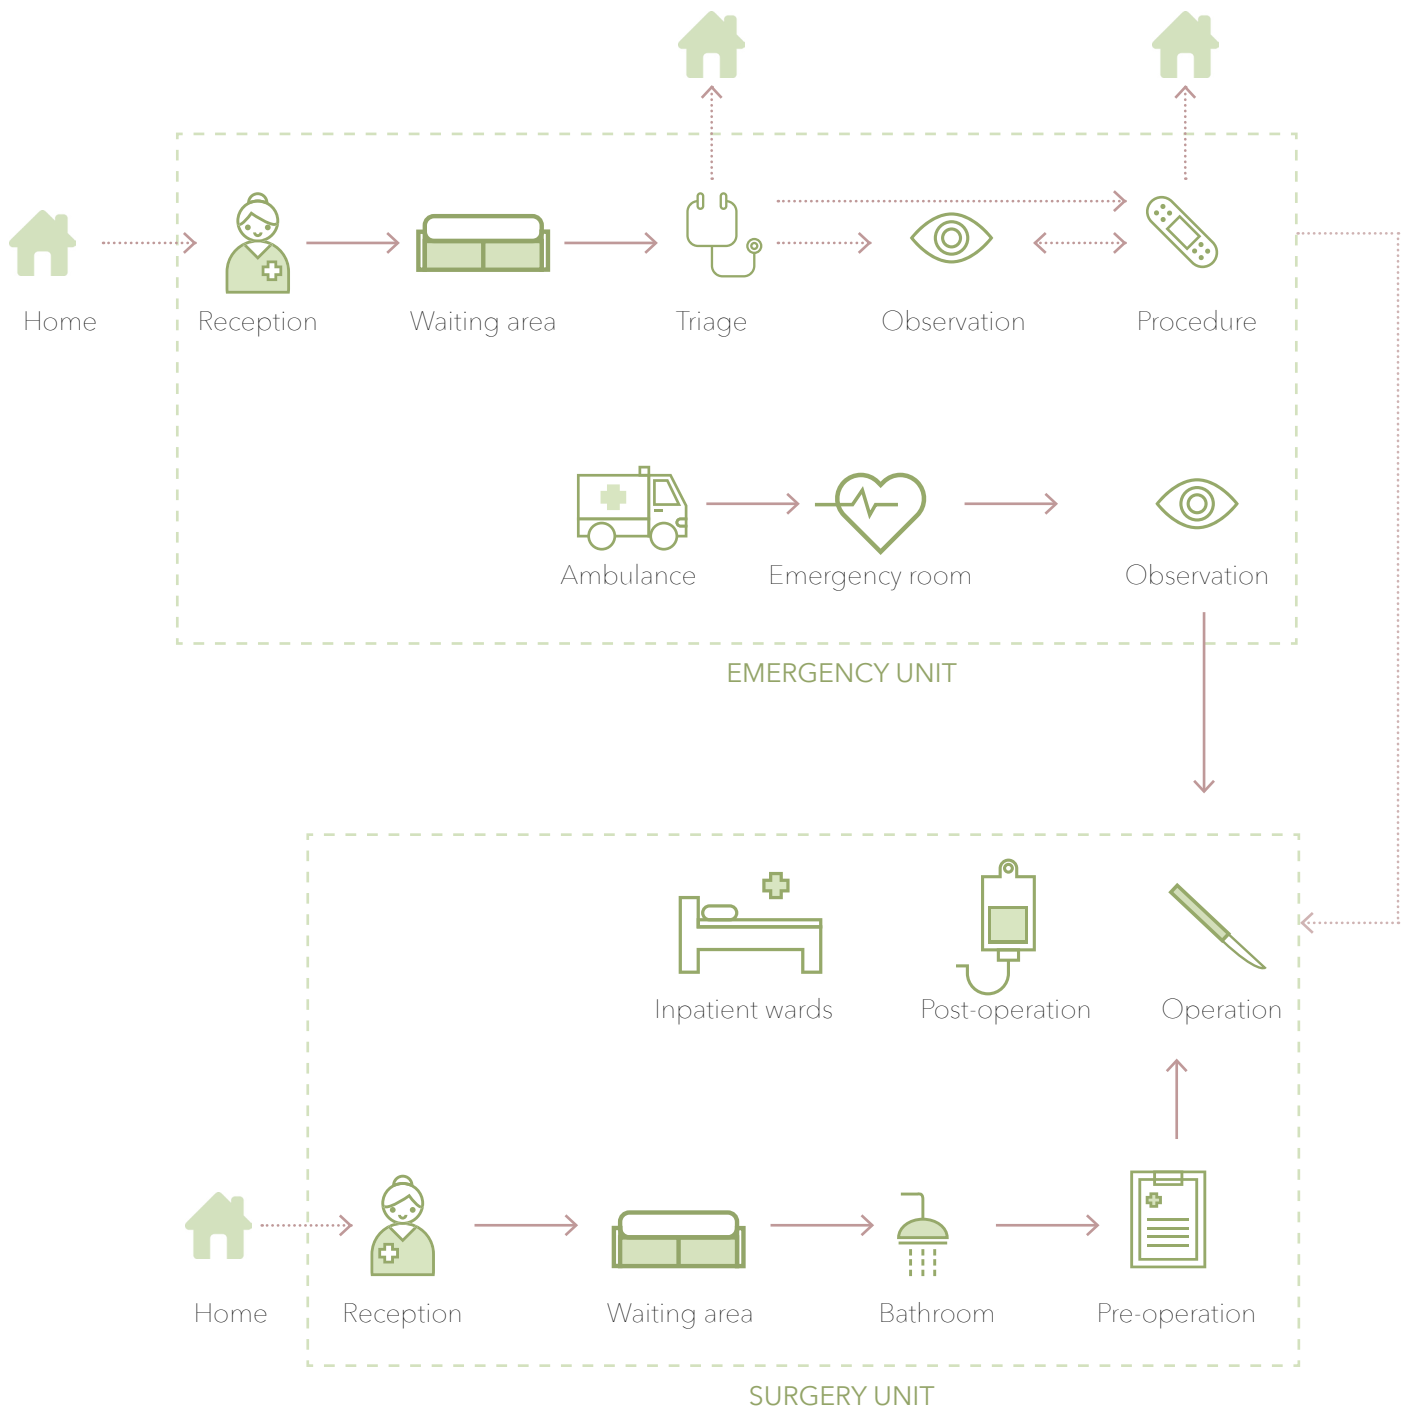 Home
Reception
Waiting area
Triage
Observation
Procedure
Ambulance
Emergency room
Observation
EMERGENCY UNIT
Inpatient wards
Post-operation
Operation
Home
Reception
Waiting area
Bathroom
Pre-operation
SURGERY UNIT